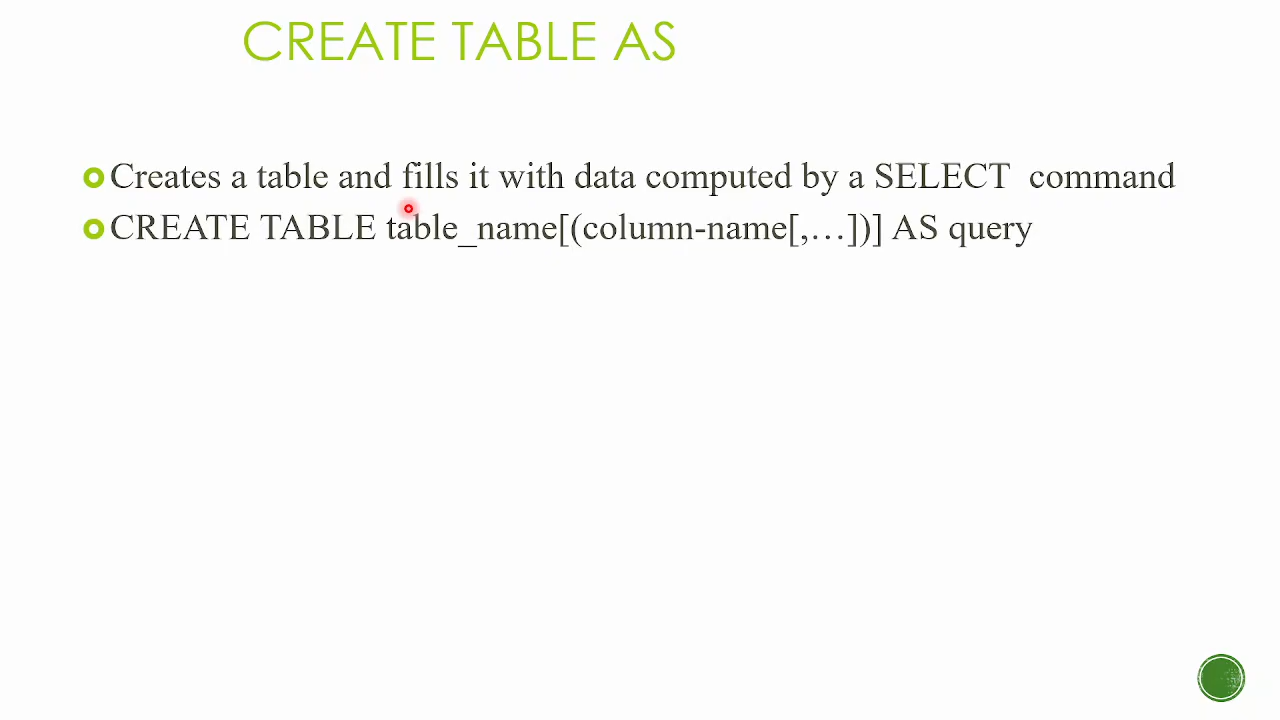 CREATE TABLE AS
Creates a table and fills it with data computed by a SELECT  command
CREATE TABLE table_name[(column-name[,…])] AS query